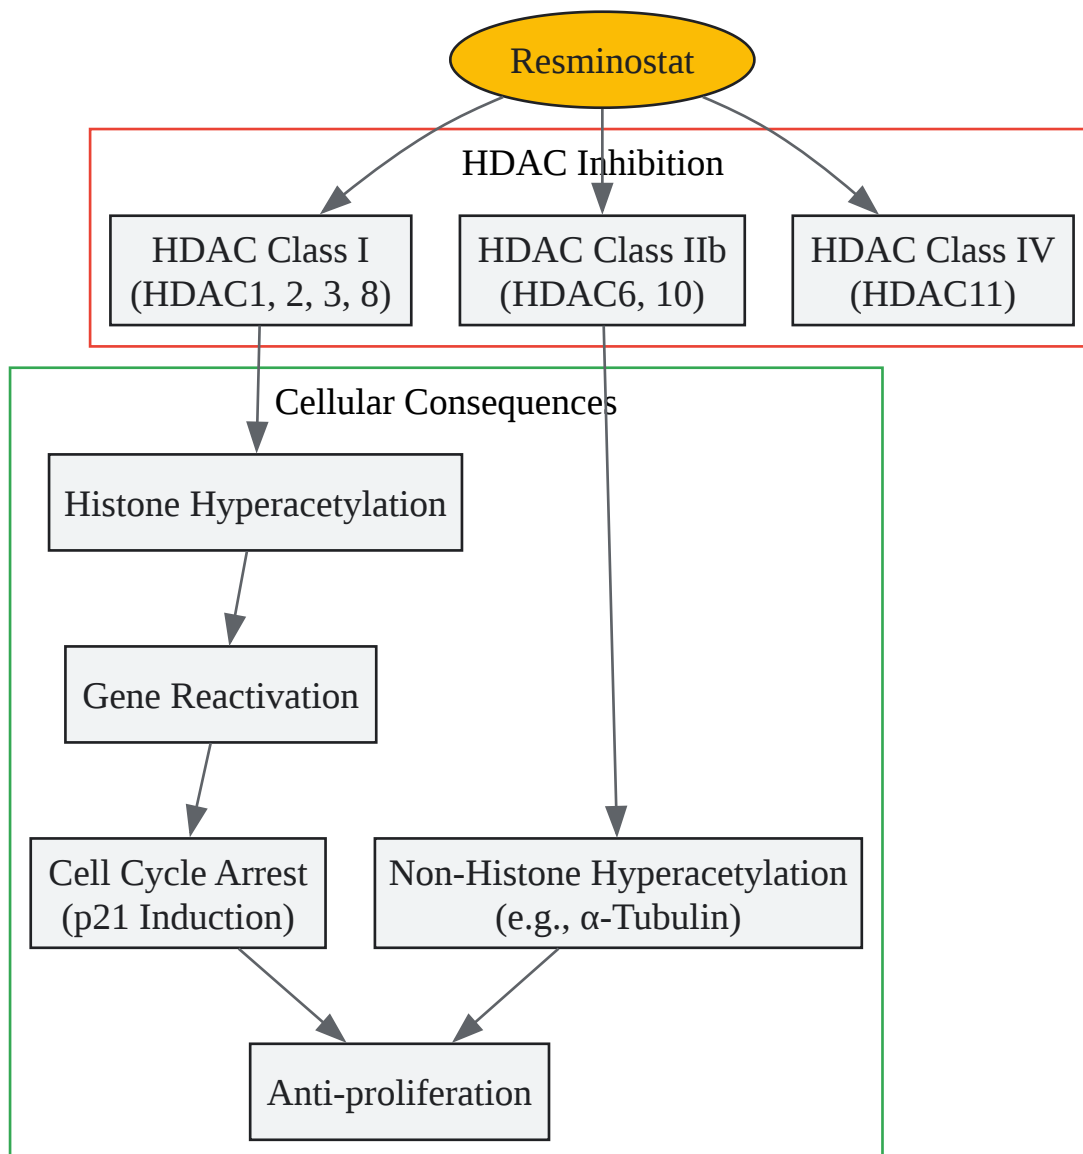 Resminostat
HDAC Inhibition
HDAC Class I
(HDAC1, 2, 3, 8)
HDAC Class IIb
(HDAC6, 10)
HDAC Class IV
(HDAC11)
Cellular Consequences
Histone Hyperacetylation
Gene Reactivation
Cell Cycle Arrest
(p21 Induction)
Non-Histone Hyperacetylation
(e.g., α-Tubulin)
Anti-proliferation